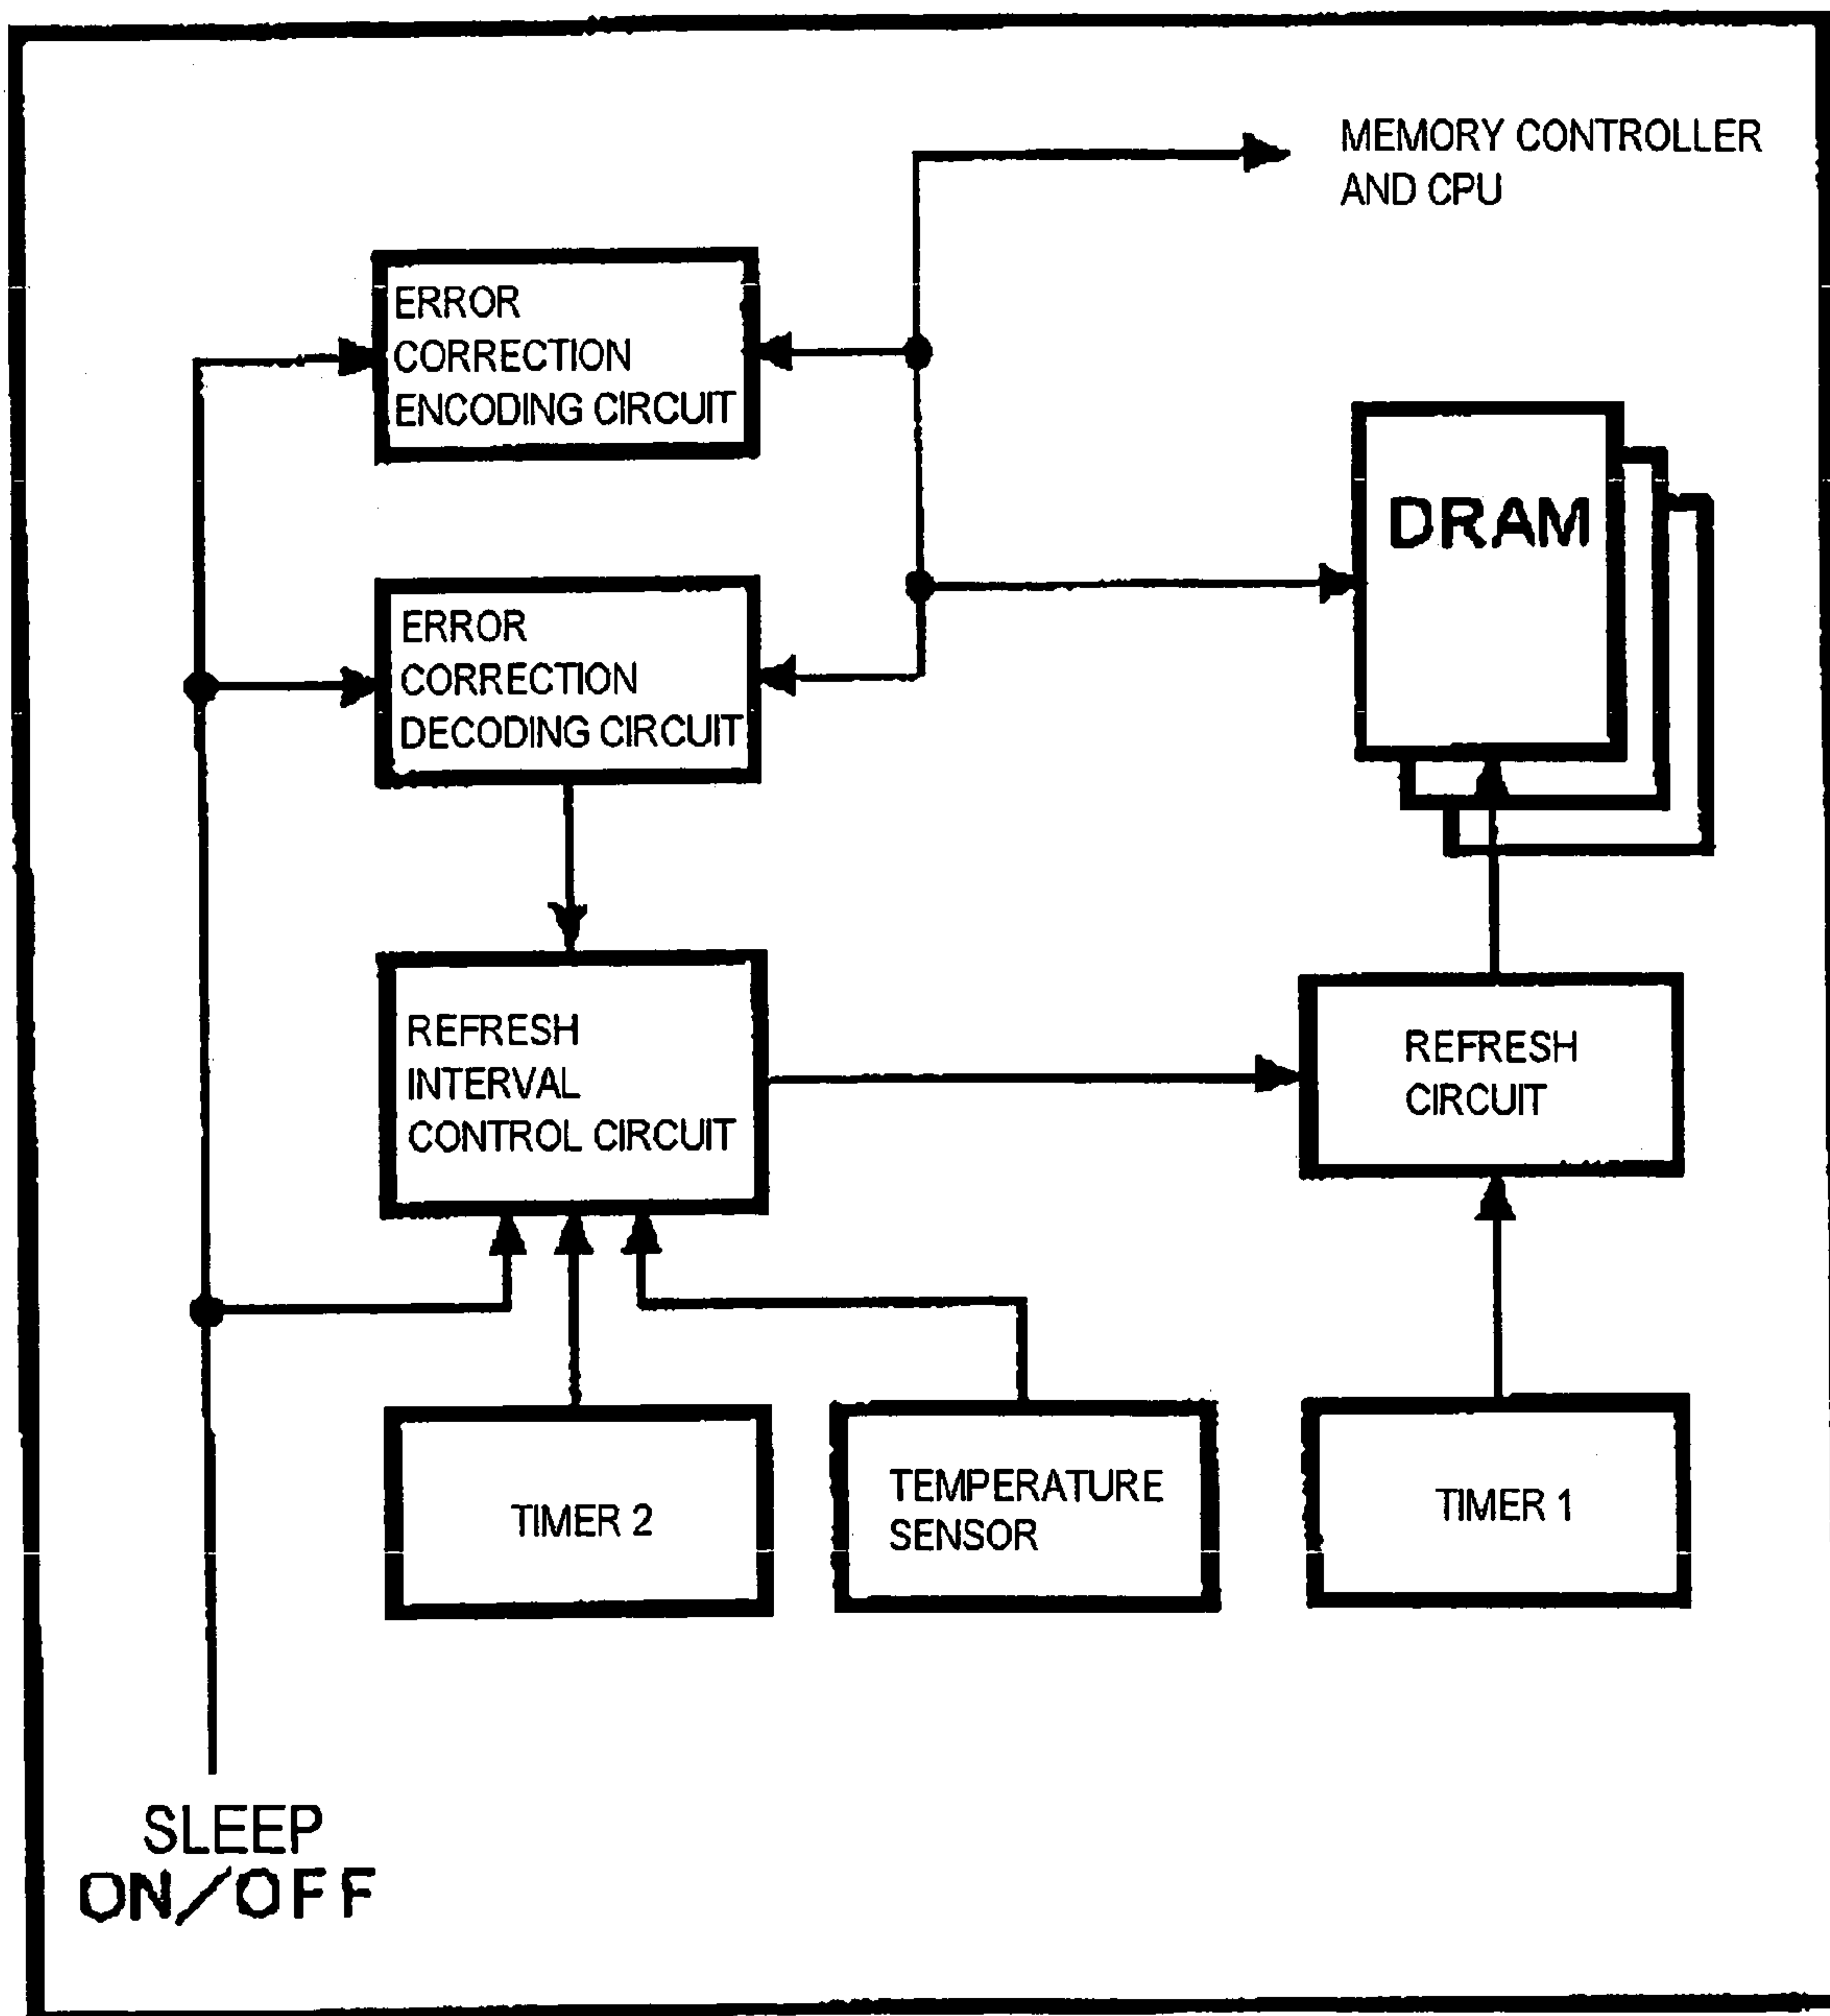 MEMORY CONTROLLER
AND CPU
ERROR
CORRECTION
ENCODING CIRCUIT
DRAM
ERROR
CORRECTION
DECODING CIRCUIT
REFRESH
INTERVAL
CONTROL CIRCUIT
REFRESH
CIRCUIT
TIMER 2
TEMPERATURE
SENSOR
TIMER 1
SLEEP
ON/OFF